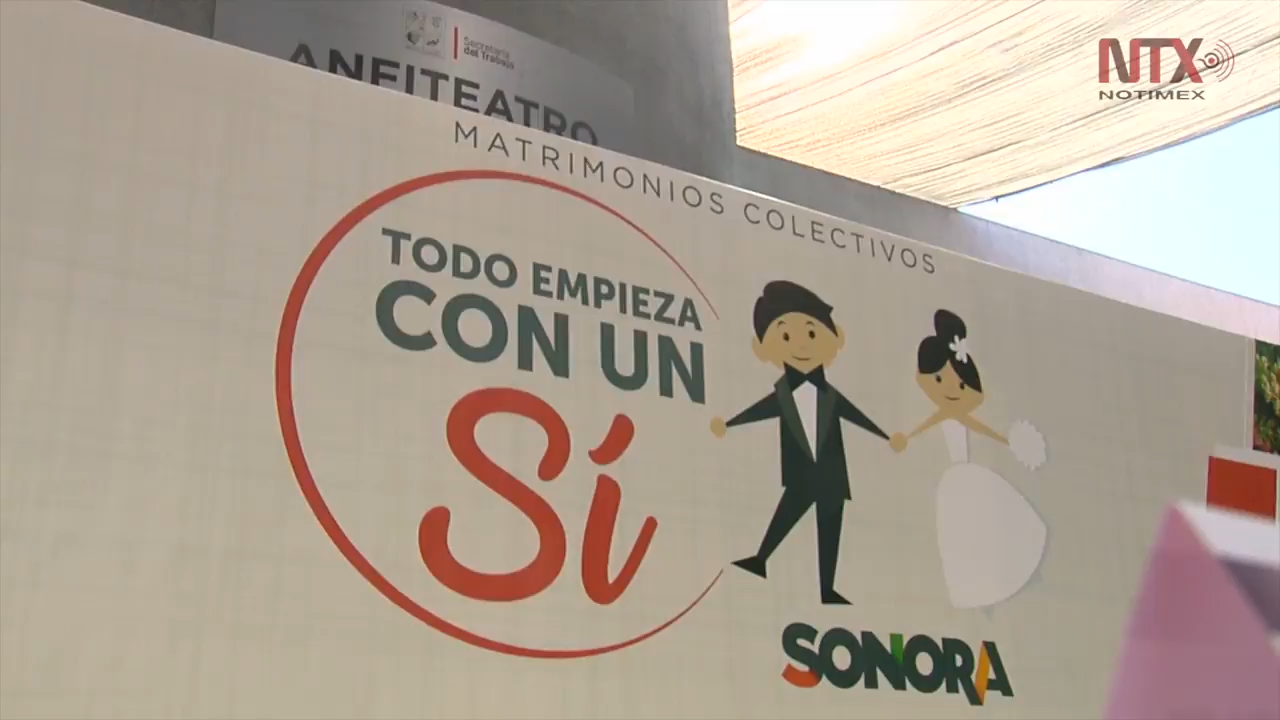 Secretaría
del Trabajo
ANFITEATRO
MATRIMONIOS COLECTIVOS
TODO EMPIEZA
CON UN
Sí
SONORA
NTX
NOTIMEX